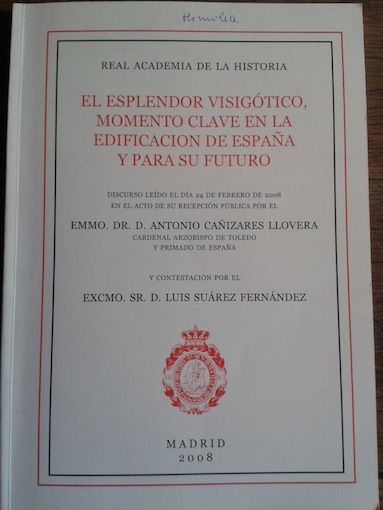 Homilia
REAL ACADEMIA DE LA HISTORIA
EL ESPLENDOR VISIGÓTICO,
MOMENTO CLAVE EN LA
EDIFICACION DE ESPAÑA
Y PARA SU FUTURO
DISCURSO LEÍDO EL DÍA 24 DE FEBRERO DE 2008
EN EL ACTO DE SU RECEPCIÓN PÚBLICA POR EL
EMMO. DR. D. ANTONIO CAÑIZARES LLOVERA
CARDENAL ARZOBISPO DE TOLEDO
Y PRIMADO DE ESPAÑA
Y CONTESTACIÓN POR EL
EXCMO. SR. D. LUIS SUÁREZ FERNÁNDEZ
MADRID
2008